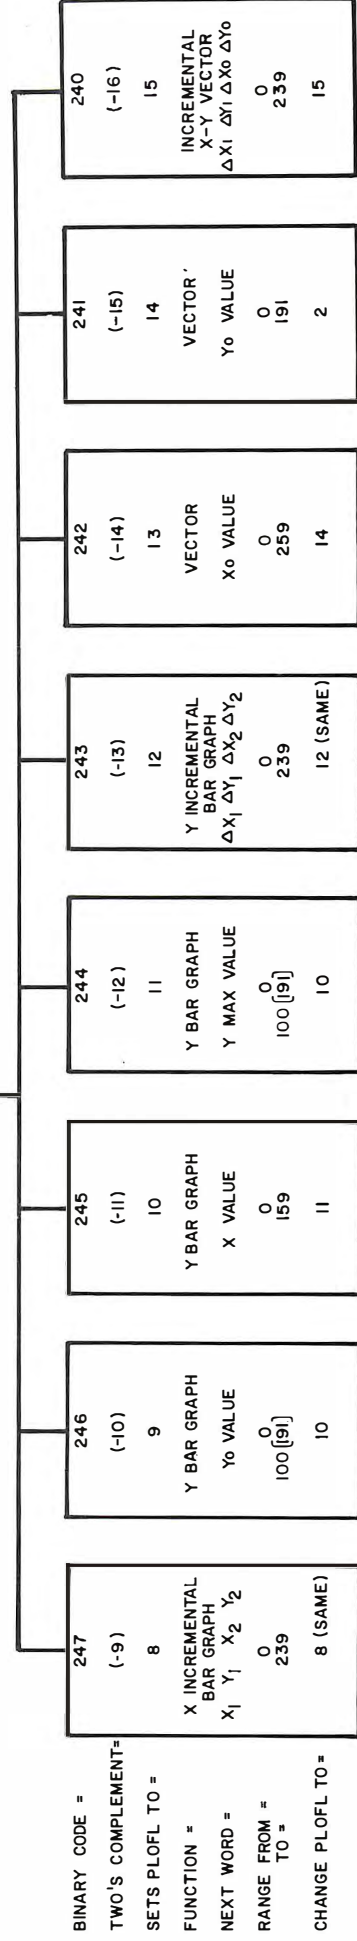 BINARY CODE =
TWO'S COMPLEMENT=
SETS PLOFL TO =
FUNCTION =
NEXT WORD =
RANGE FROM =
TO =
CHANGE PLOFL TO=
247
(-9)
8
X INCREMENTAL
BAR GRAPH
X1 Y1 X2 Y2
0
239
8 (SAME)
246
(-10)
9
Y BAR GRAPH
Yo VALUE
0
100[191]
10
245
(-11)
10
Y BAR GRAPH
X VALUE
0
159
11
244
(-12)
11
Y BAR GRAPH
Y MAX VALUE
0
100[191]
10
243
(-13)
12
Y INCREMENTAL
BAR GRAPH
ΔX1 ΔY1 ΔX2 ΔY2
0
239
12 (SAME)
242
(-14)
13
VECTOR
Xo VALUE
0
259
14
241
(-15)
14
VECTOR
Yo VALUE
0
191
2
240
(-16)
15
INCREMENTAL
X-Y VECTOR
ΔX1 ΔY1 ΔXo ΔYo
0
239
15